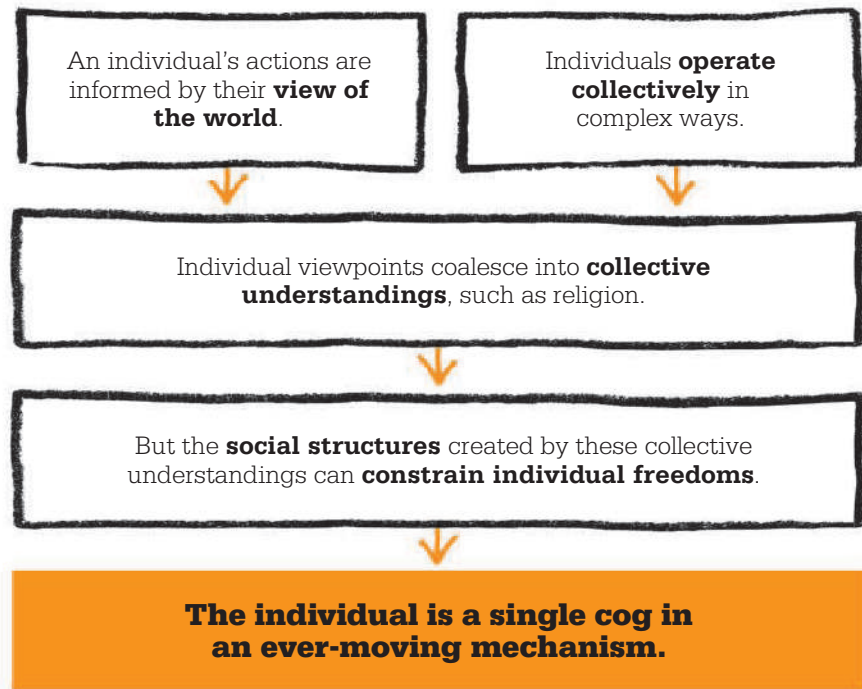 An individual’s actions are
informed by their view of
the world.
Individuals operate
collectively in
complex ways.
Individual viewpoints coalesce into collective
understandings, such as religion.
But the social structures created by these collective
understandings can constrain individual freedoms.
The individual is a single cog in
an ever-moving mechanism.